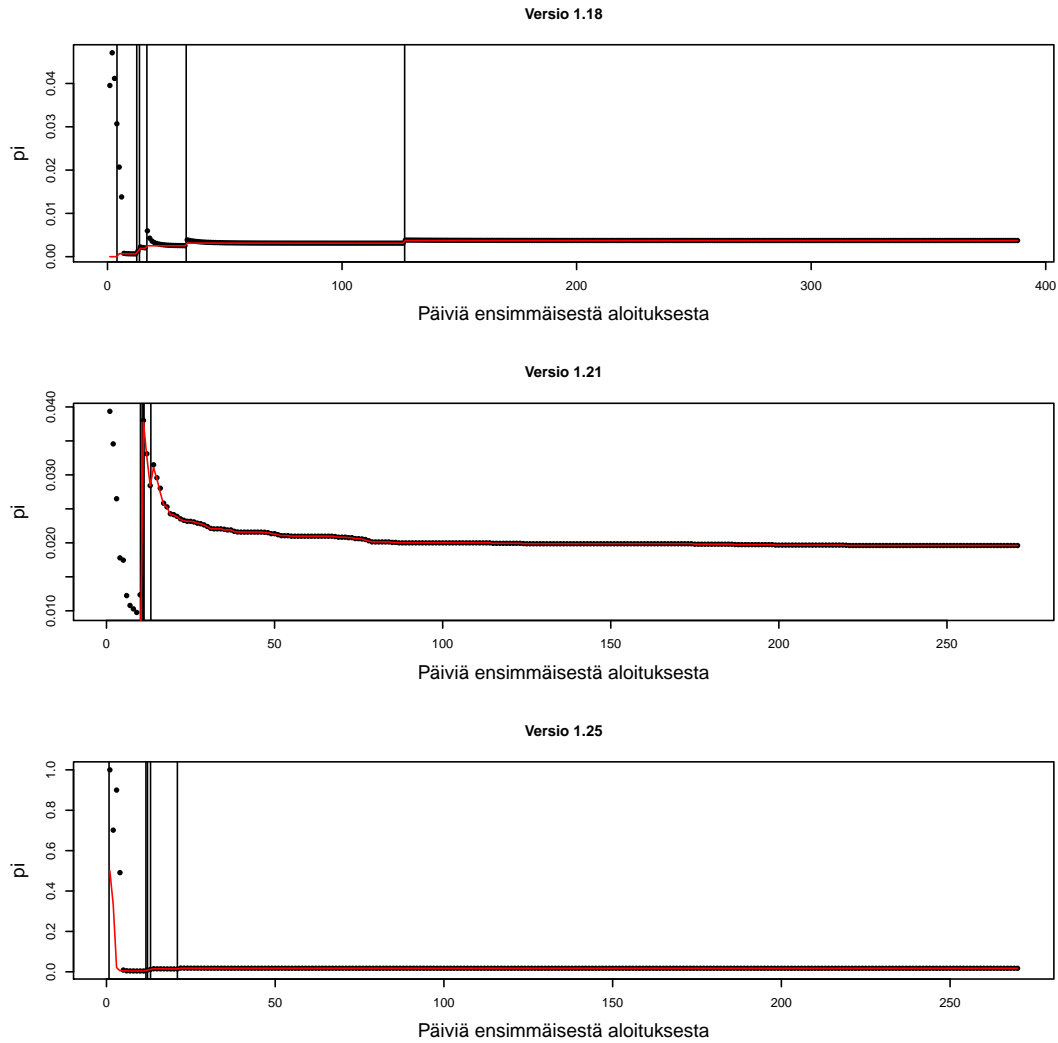 Versio 1.18
0.04
0.03
0.02
0.01
0.00
pi
0 100 200 300 400
Päiviä ensimmäisestä aloituksesta
Versio 1.21
0.040
0.030
0.020
0.010
pi
0 50 100 150 200 250
Päiviä ensimmäisestä aloituksesta
Versio 1.25
1.0
0.8
0.6
0.4
0.2
0.0
pi
0 50 100 150 200 250
Päiviä ensimmäisestä aloituksesta